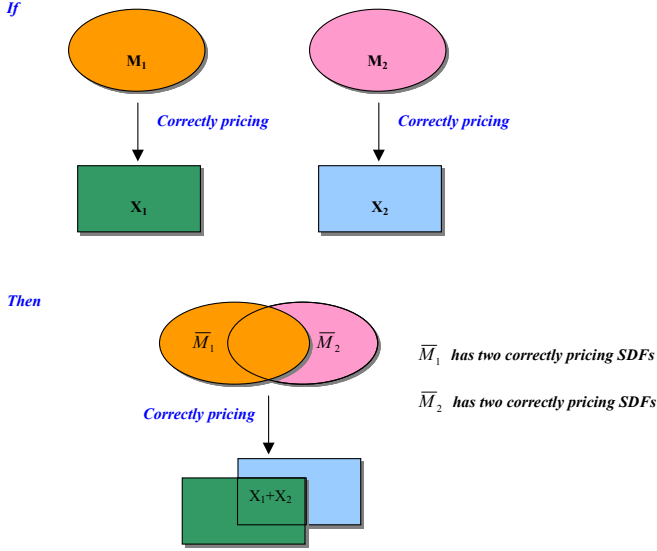 If
M₁ M₂
Correctly pricing Correctly pricing
X₁ X₂
Then
M̅₁ M̅₂
M̅₁ has two correctly pricing SDFs
M̅₂ has two correctly pricing SDFs
Correctly pricing
X₁+X₂